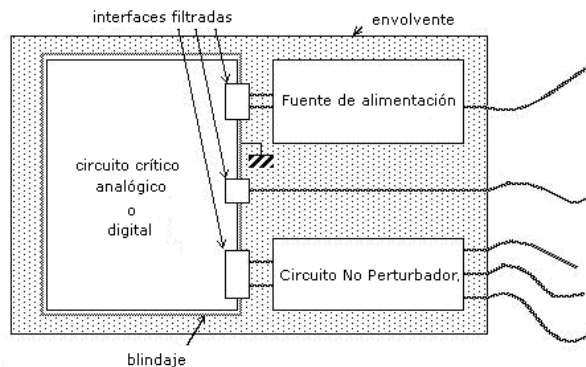 interfaces filtradas
envolvente
Fuente de alimentación
circuito crítico
analógico
o
digital
Circuito No Perturbador.
blindaje